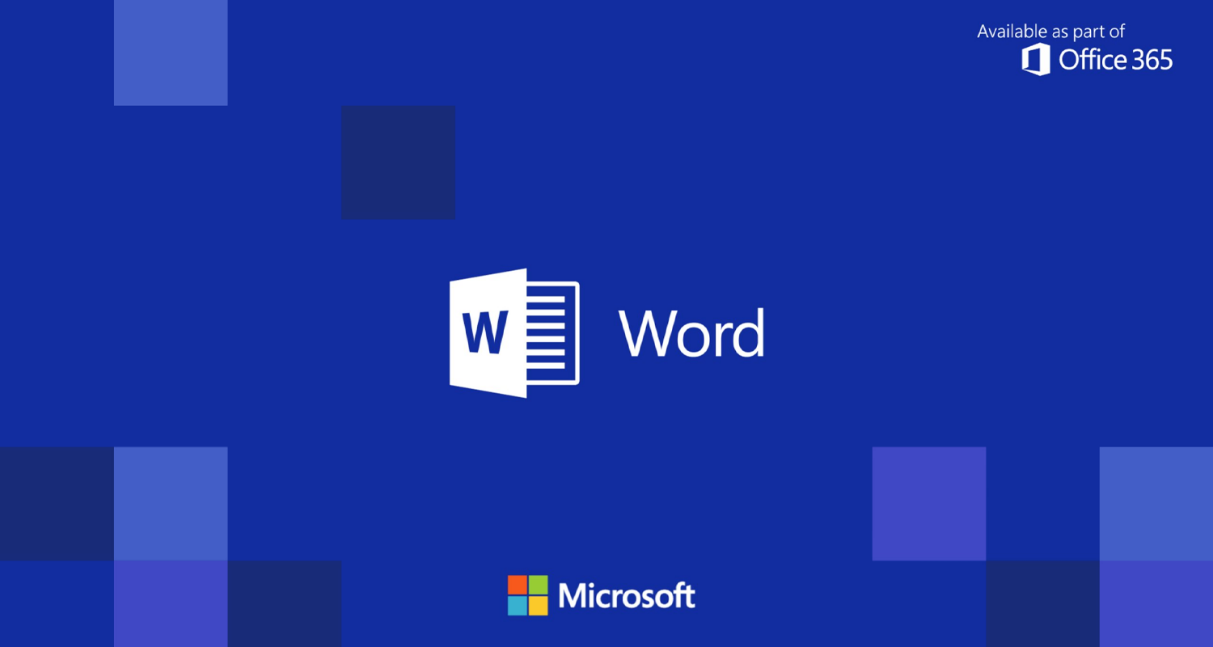 Available as part of
Office 365
W
Word
Microsoft